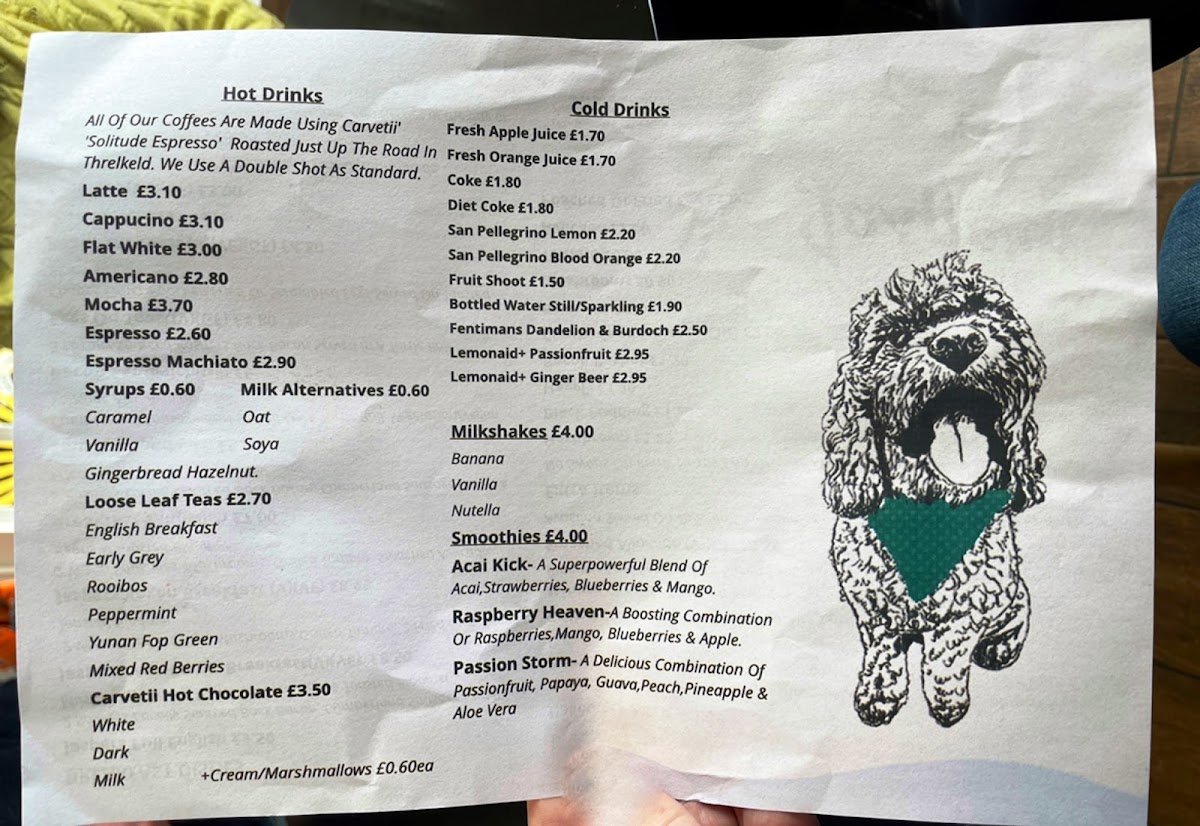 Hot Drinks
All Of Our Coffees Are Made Using Carvetii'
'Solitude Espresso' Roasted Just Up The Road In
Threlkeld. We Use A Double Shot As Standard.
Latte £3.10
Cappucino £3.10
Flat White £3.00
Americano £2.80
Mocha £3.70
Espresso £2.60
Espresso Machiato £2.90
Syrups £0.60 Milk Alternatives £0.60
Caramel Oat
Vanilla Soya
Gingerbread Hazelnut.
Loose Leaf Teas £2.70
English Breakfast
Early Grey
Rooibos
Peppermint
Yunan Fop Green
Mixed Red Berries
Carvetii Hot Chocolate £3.50
White
Dark
Milk +Cream/Marshmallows £0.60ea
Cold Drinks
Fresh Apple Juice £1.70
Fresh Orange Juice £1.70
Coke £1.80
Diet Coke £1.80
San Pellegrino Lemon £2.20
San Pellegrino Blood Orange £2.20
Fruit Shoot £1.50
Bottled Water Still/Sparkling £1.90
Fentimans Dandelion & Burdoch £2.50
Lemonaid+ Passionfruit £2.95
Lemonaid+ Ginger Beer £2.95
Milkshakes £4.00
Banana
Vanilla
Nutella
Smoothies £4.00
Acai Kick- A Superpowerful Blend Of
Acai,Strawberries, Blueberries & Mango.
Raspberry Heaven-A Boosting Combination
Or Raspberries,Mango, Blueberries & Apple.
Passion Storm- A Delicious Combination Of
Passionfruit, Papaya, Guava,Peach,Pineapple &
Aloe Vera